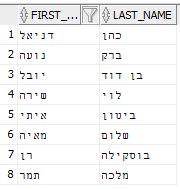 FIRST_... LAST_NAME
1 דניאל כהן
2 נועה ברק
3 יובל בן דוד
4 שירה לוי
5 איתי ביטון
6 מאיה שלום
7 רן בוסקילה
8 תמר מלכה